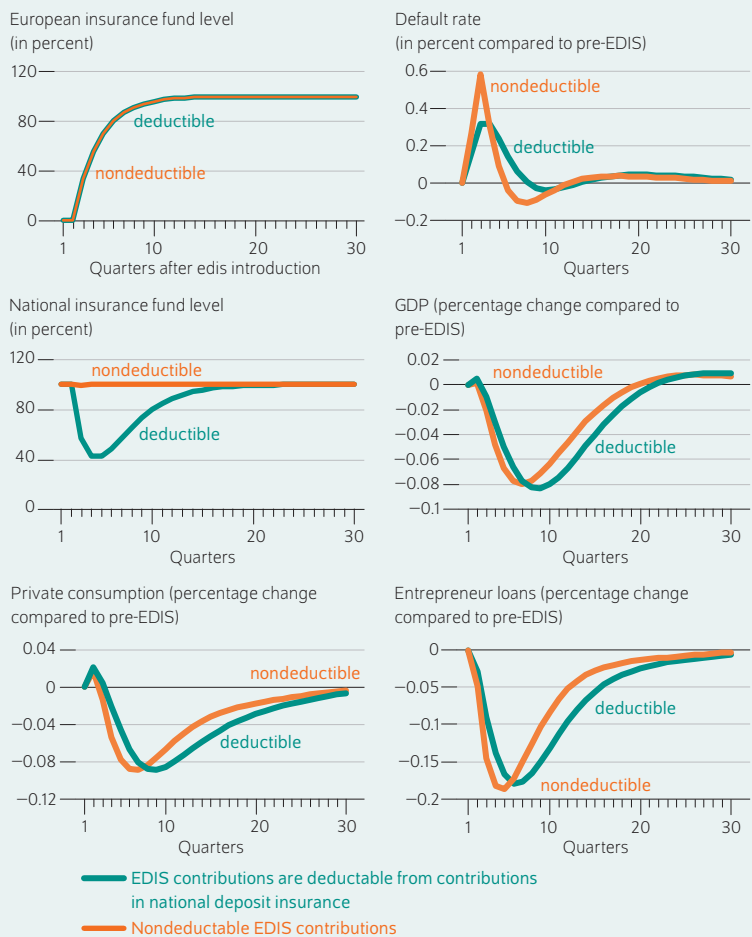 European insurance fund level
(in percent)
120
80
40
0
deductible
nondeductible
1 10 20 30
Quarters after edis introduction
Default rate
(in percent compared to pre-EDIS)
0.6
0.4
0.2
0
−0.2
nondeductible
deductible
1 10 20 30
Quarters
National insurance fund level
(in percent)
120
80
40
0
nondeductible
deductible
1 10 20 30
Quarters
GDP (percentage change compared to
pre-EDIS)
0.02
0
−0.02
−0.04
−0.06
−0.08
−0.1
nondeductible
deductible
1 10 20 30
Quarters
Private consumption (percentage change
compared to pre-EDIS)
0.04
0
−0.04
−0.08
−0.12
nondeductible
deductible
1 10 20 30
Quarters
Entrepreneur loans (percentage change
compared to pre-EDIS)
0
−0.05
−0.1
−0.15
−0.2
deductible
nondeductible
1 10 20 30
Quarters
EDIS contributions are deductable from contributions
in national deposit insurance
Nondeductable EDIS contributions